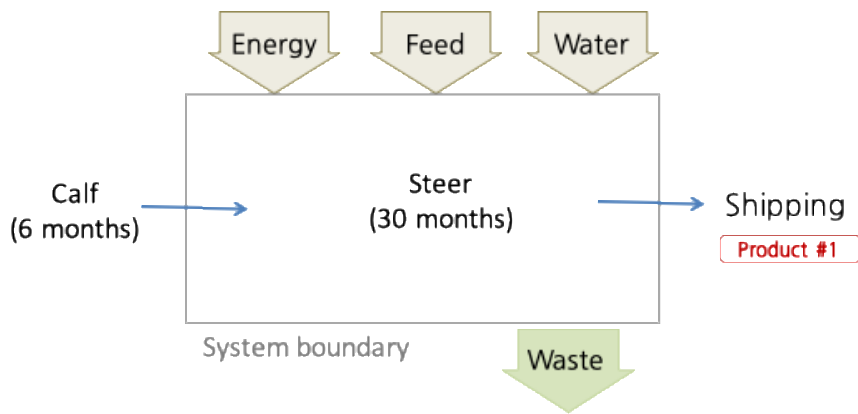 Energy
Feed
Water
Calf
(6 months)
Steer
(30 months)
Shipping
Product #1
System boundary
Waste